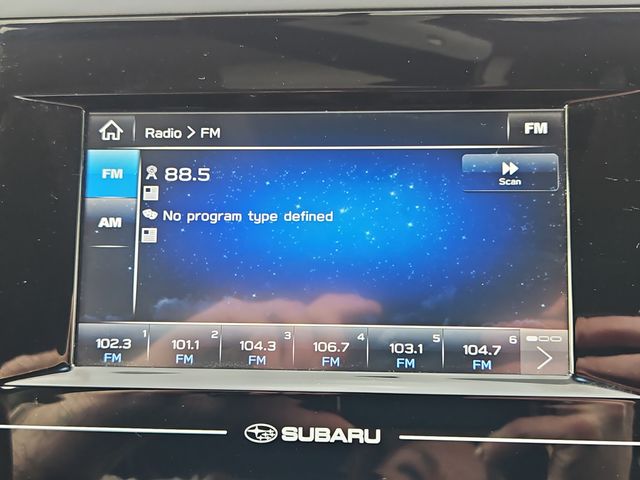 Radio > FM FM
FM 88.5 Scan
AM No program type defined
1 2 3 4 5 6
102.3 101.1 104.3 106.7 103.1 104.7
FM FM FM FM FM FM
SUBARU